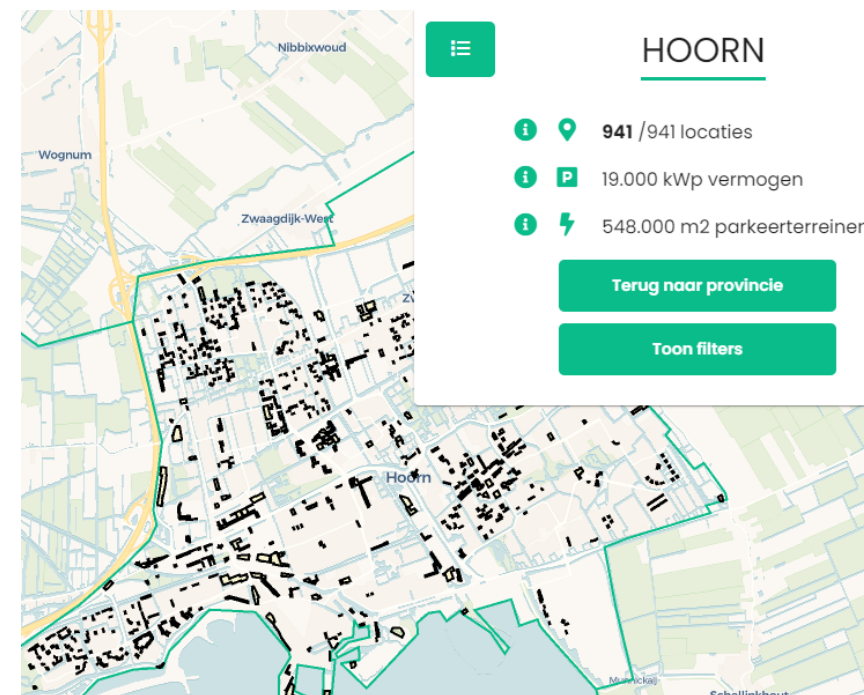 Nibbixwoud
Wognum
Zwaagdijk-West
Hoorn
HOORN
941 /941 locaties
P
19.000 kWp vermogen
548.000 m2 parkeerterreinen
Terug naar provincie
Toon filters